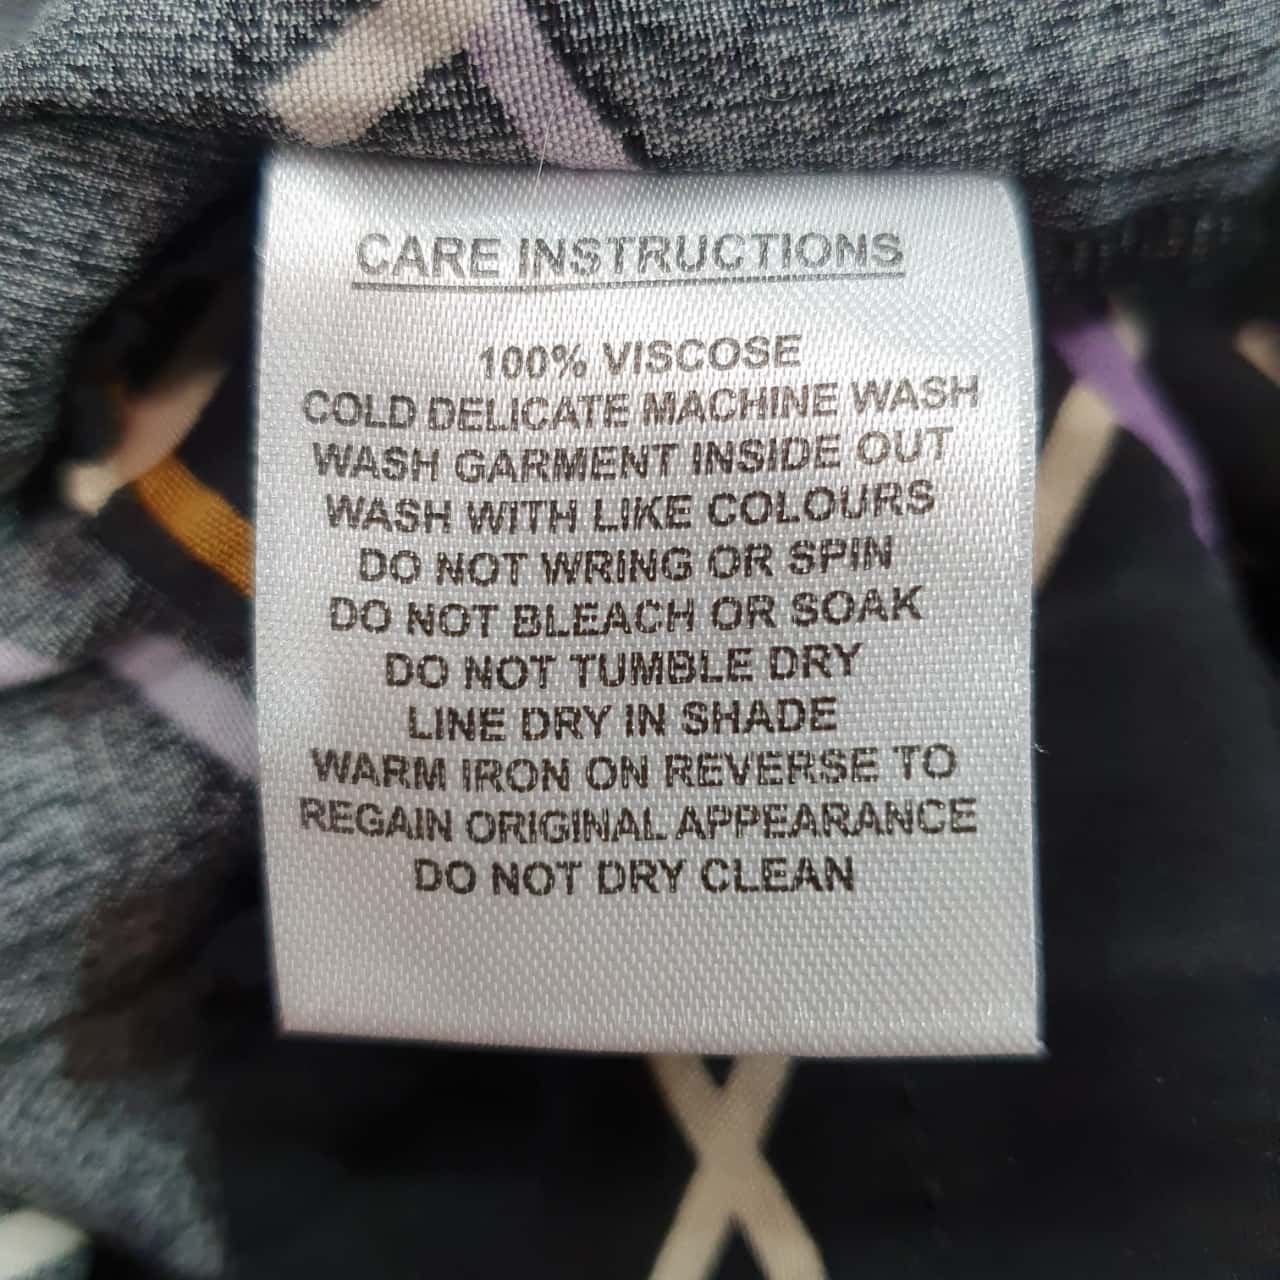 CARE INSTRUCTIONS
100% VISCOSE
COLD DELICATE MACHINE WASH
WASH GARMENT INSIDE OUT
WASH WITH LIKE COLOURS
DO NOT WRING OR SPIN
DO NOT BLEACH OR SOAK
DO NOT TUMBLE DRY
LINE DRY IN SHADE
WARM IRON ON REVERSE TO
REGAIN ORIGINAL APPEARANCE
DO NOT DRY CLEAN